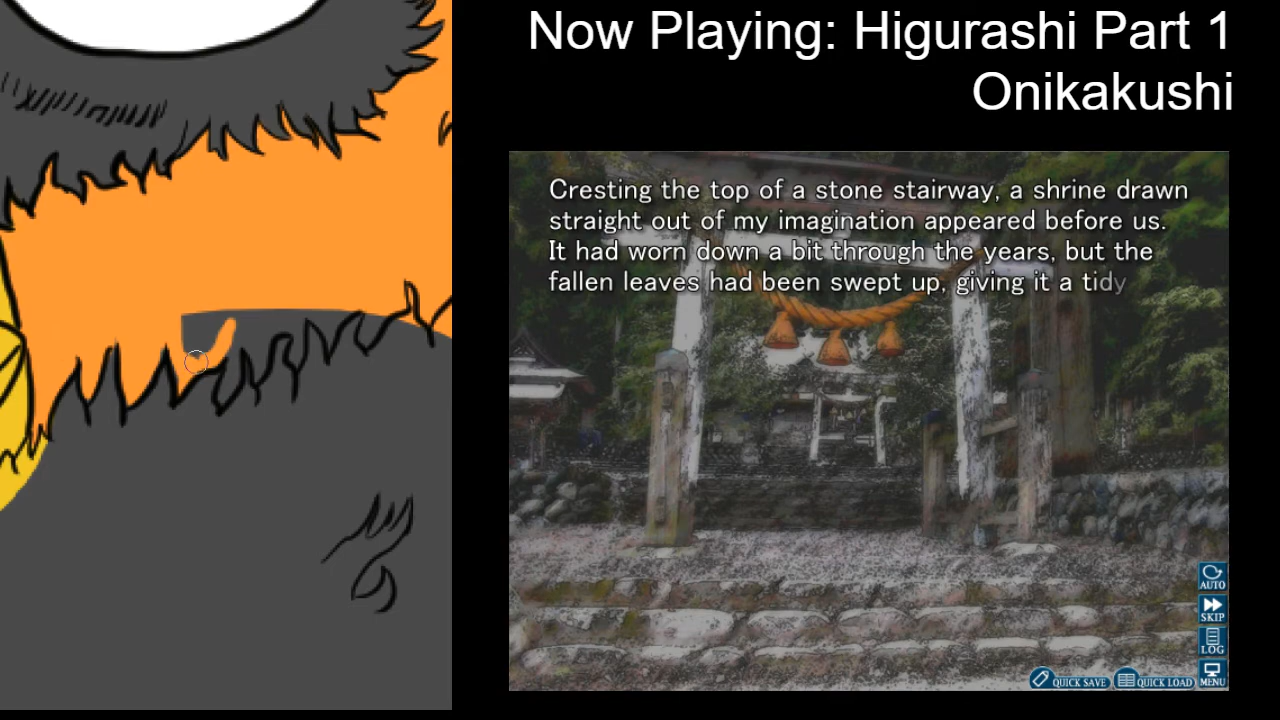 Now Playing: Higurashi Part 1
Onikakushi
Cresting the top of a stone stairway, a shrine drawn
straight out of my imagination appeared before us.
It had worn down a bit through the years, but the
fallen leaves had been swept up, giving it a tidy
AUTO
SKIP
LOG
MENU
QUICK SAVE
QUICK LOAD